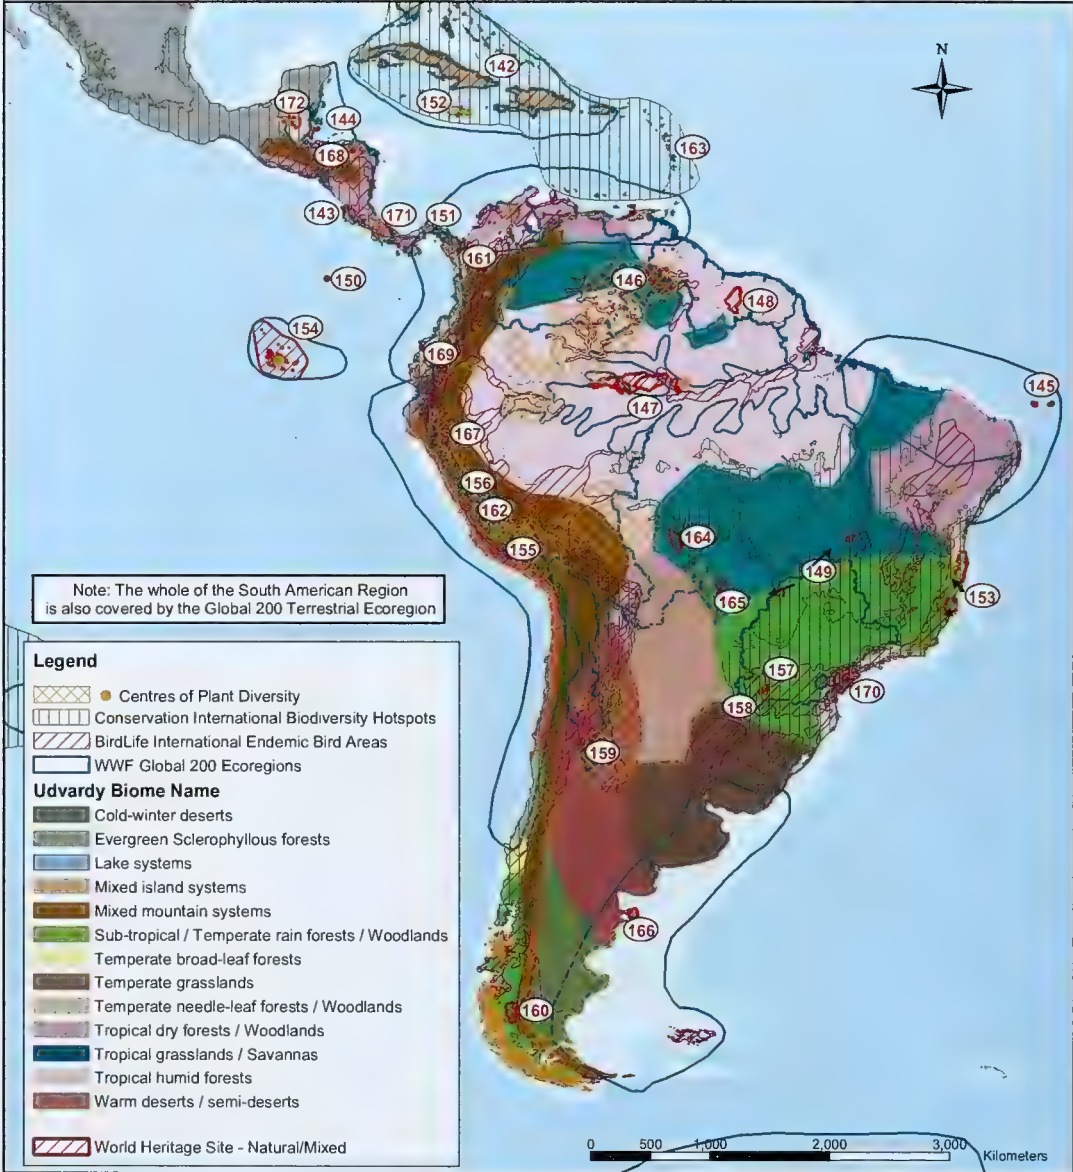 N
142
172
152
144
168
163
143
171
151
161
150
146
148
154
169
145
147
167
156
162
164
155
149
165
153
157
170
158
159
166
160
Note: The whole of the South American Region
is also covered by the Global 200 Terrestrial Ecoregion
Legend
Centres of Plant Diversity
Conservation International Biodiversity Hotspots
BirdLife International Endemic Bird Areas
WWF Global 200 Ecoregions
Udvardy Biome Name
Cold-winter deserts
Evergreen Sclerophyllous forests
Lake systems
Mixed island systems
Mixed mountain systems
Sub-tropical / Temperate rain forests / Woodlands
Temperate broad-leaf forests
Temperate grasslands
Temperate needle-leaf forests / Woodlands
Tropical dry forests / Woodlands
Tropical grasslands / Savannas
Tropical humid forests
Warm deserts / semi-deserts
World Heritage Site - Natural/Mixed
0 500 1,000 2,000 3,000
Kilometers